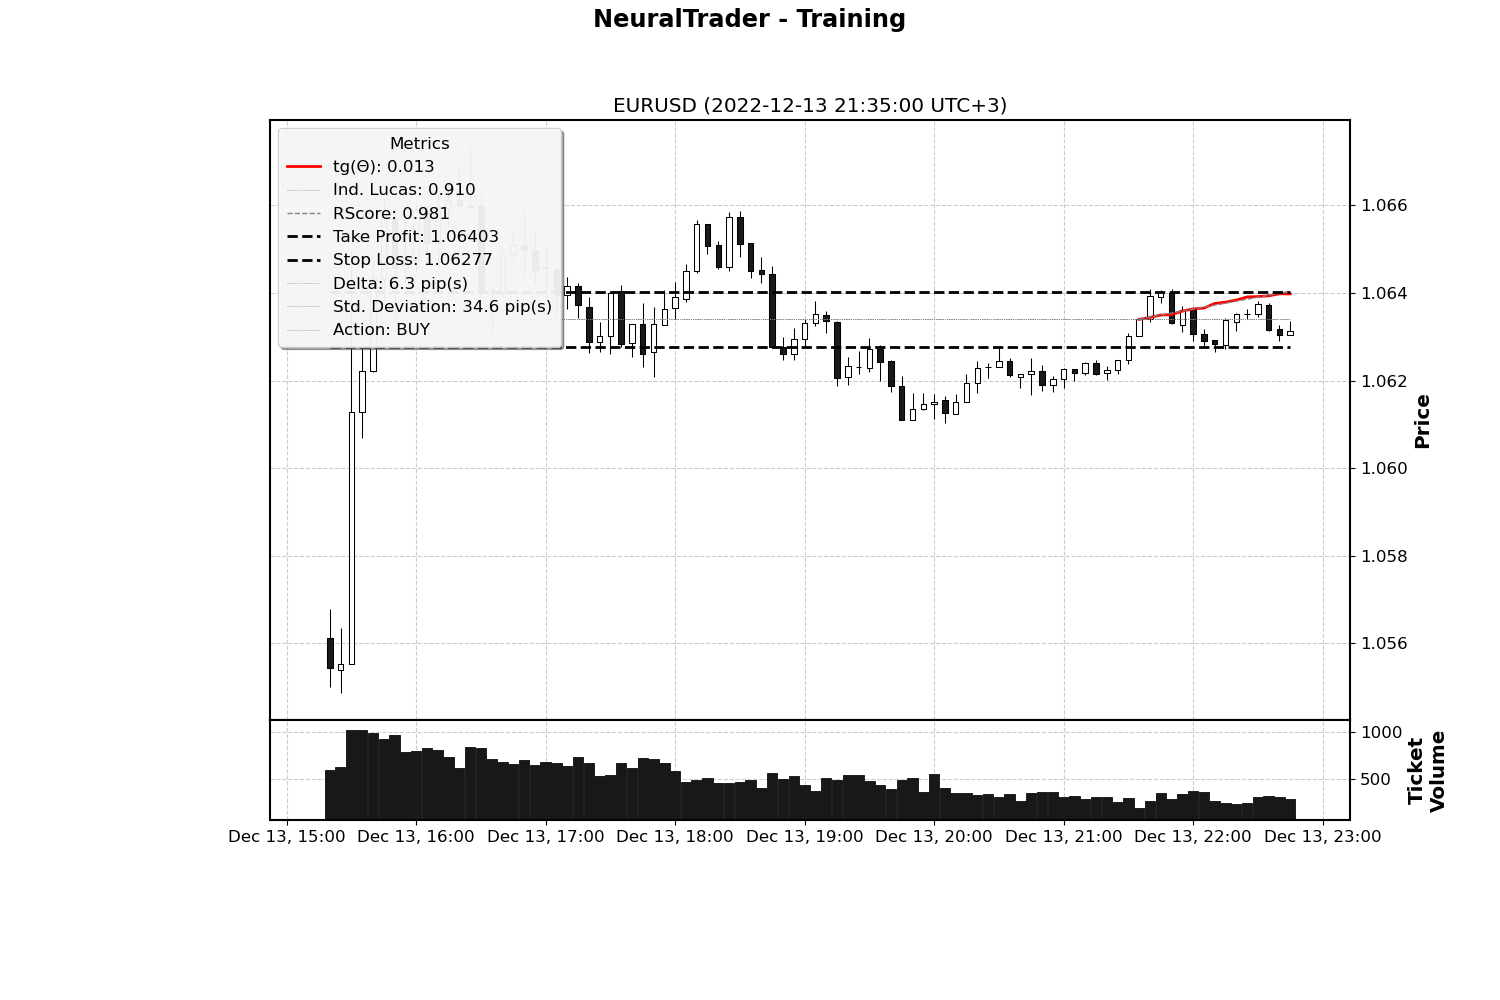 NeuralTrader - Training
EURUSD (2022-12-13 21:35:00 UTC+3)
Metrics
tg(Θ): 0.013
Ind. Lucas: 0.910
RScore: 0.981
Take Profit: 1.06403
Stop Loss: 1.06277
Delta: 6.3 pip(s)
Std. Deviation: 34.6 pip(s)
Action: BUY
1.066
1.064
1.062
1.060
1.058
1.056
Price
1000
500
Ticket
Volume
Dec 13, 15:00
Dec 13, 16:00
Dec 13, 17:00
Dec 13, 18:00
Dec 13, 19:00
Dec 13, 20:00
Dec 13, 21:00
Dec 13, 22:00
Dec 13, 23:00